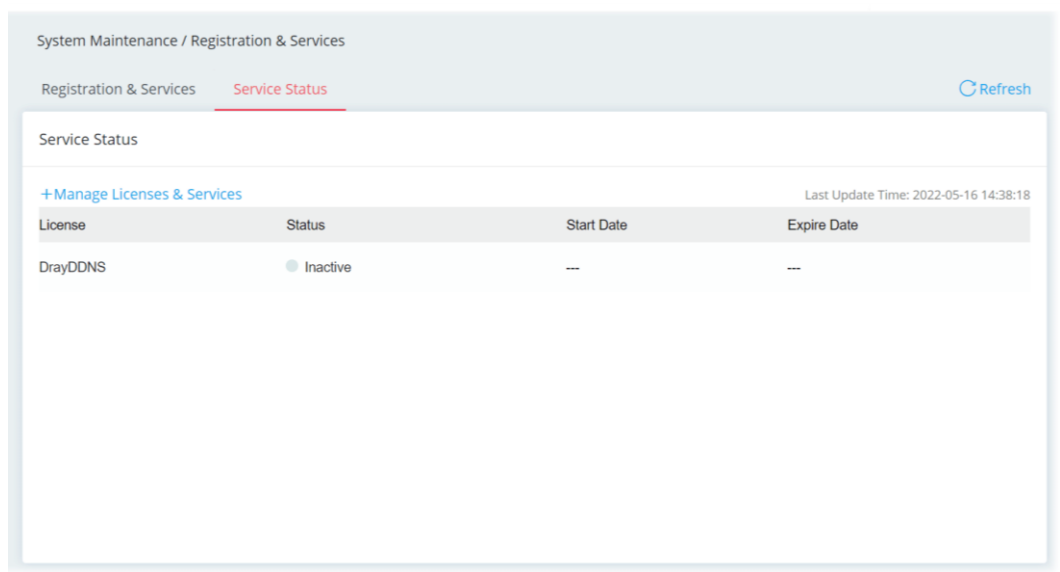 System Maintenance / Registration & Services
Registration & Services Service Status Refresh
Service Status
+Manage Licenses & Services Last Update Time: 2022-05-16 14:38:18
License Status Start Date Expire Date
DrayDDNS Inactive --- ---